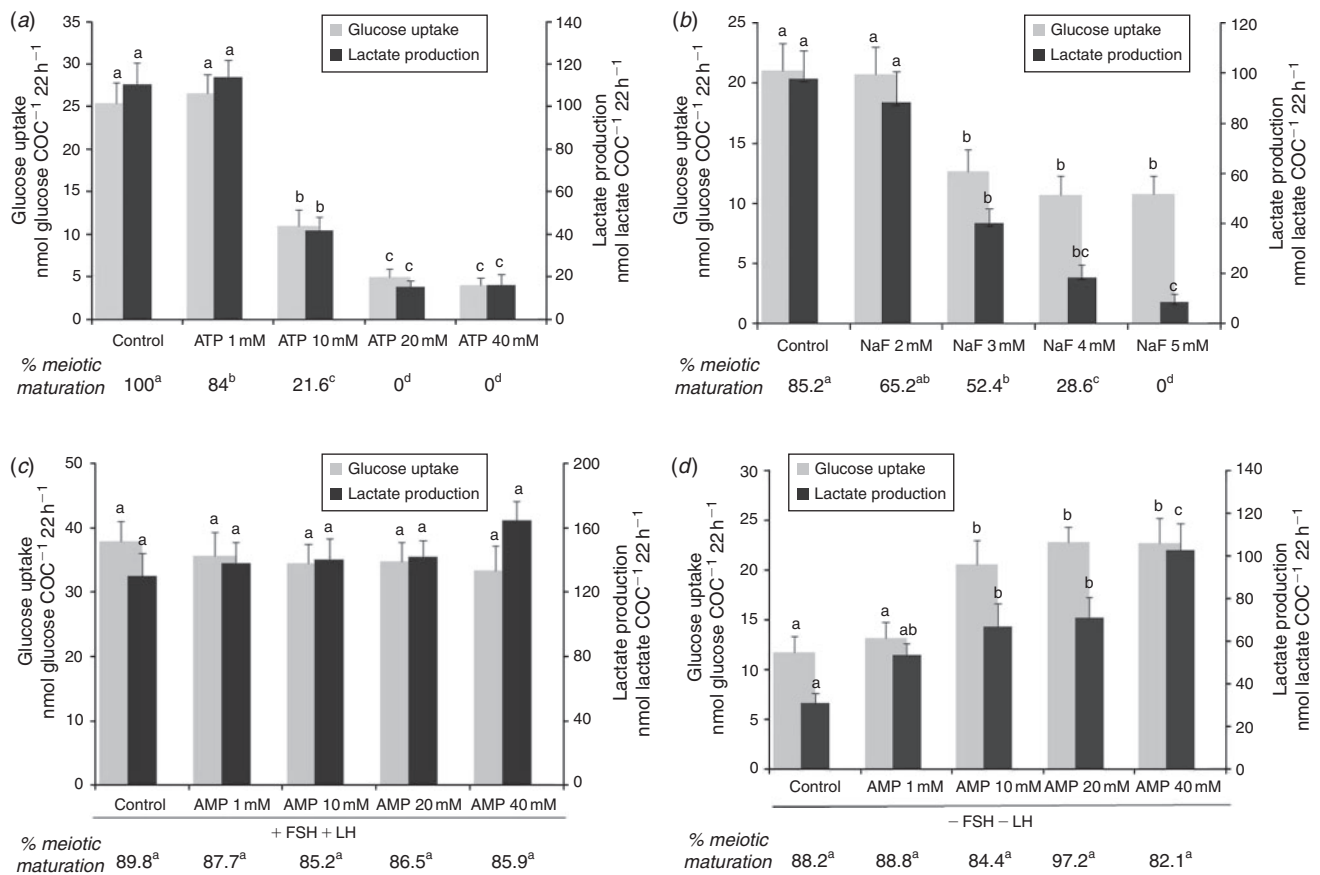 (a)
35
30
25
20
15
10
5
0
Glucose uptake
nmol glucose COC⁻¹ 22 h⁻¹
140
120
100
80
60
40
20
0
Lactate production
nmol lactate COC⁻¹ 22 h⁻¹
Glucose uptake
Lactate production
a a a a b b c c c c
Control ATP 1 mM ATP 10 mM ATP 20 mM ATP 40 mM
% meiotic
maturation 100ᵃ 84ᵇ 21.6ᶜ 0ᵈ 0ᵈ
(b)
25
20
15
10
5
0
Glucose uptake
nmol glucose COC⁻¹ 22 h⁻¹
120
100
80
60
40
20
0
Lactate production
nmol lactate COC⁻¹ 22 h⁻¹
Glucose uptake
Lactate production
a a a a b b b bc b c
Control NaF 2 mM NaF 3 mM NaF 4 mM NaF 5 mM
% meiotic
maturation 85.2ᵃ 65.2ᵃᵇ 52.4ᵇ 28.6ᶜ 0ᵈ
(c)
50
40
30
20
10
0
Glucose uptake
nmol glucose COC⁻¹ 22 h⁻¹
200
160
120
80
40
0
Lactate production
nmol lactate COC⁻¹ 22 h⁻¹
Glucose uptake
Lactate production
a a a a a a a a a a
Control AMP 1 mM AMP 10 mM AMP 20 mM AMP 40 mM
+ FSH + LH
% meiotic
maturation 89.8ᵃ 87.7ᵃ 85.2ᵃ 86.5ᵃ 85.9ᵃ
(d)
30
25
20
15
10
5
0
Glucose uptake
nmol glucose COC⁻¹ 22 h⁻¹
140
120
100
80
60
40
20
0
Lactate production
nmol lactate COC⁻¹ 22 h⁻¹
Glucose uptake
Lactate production
a a a ab b b b b b c
Control AMP 1 mM AMP 10 mM AMP 20 mM AMP 40 mM
− FSH − LH
% meiotic
maturation 88.2ᵃ 88.8ᵃ 84.4ᵃ 97.2ᵃ 82.1ᵃ